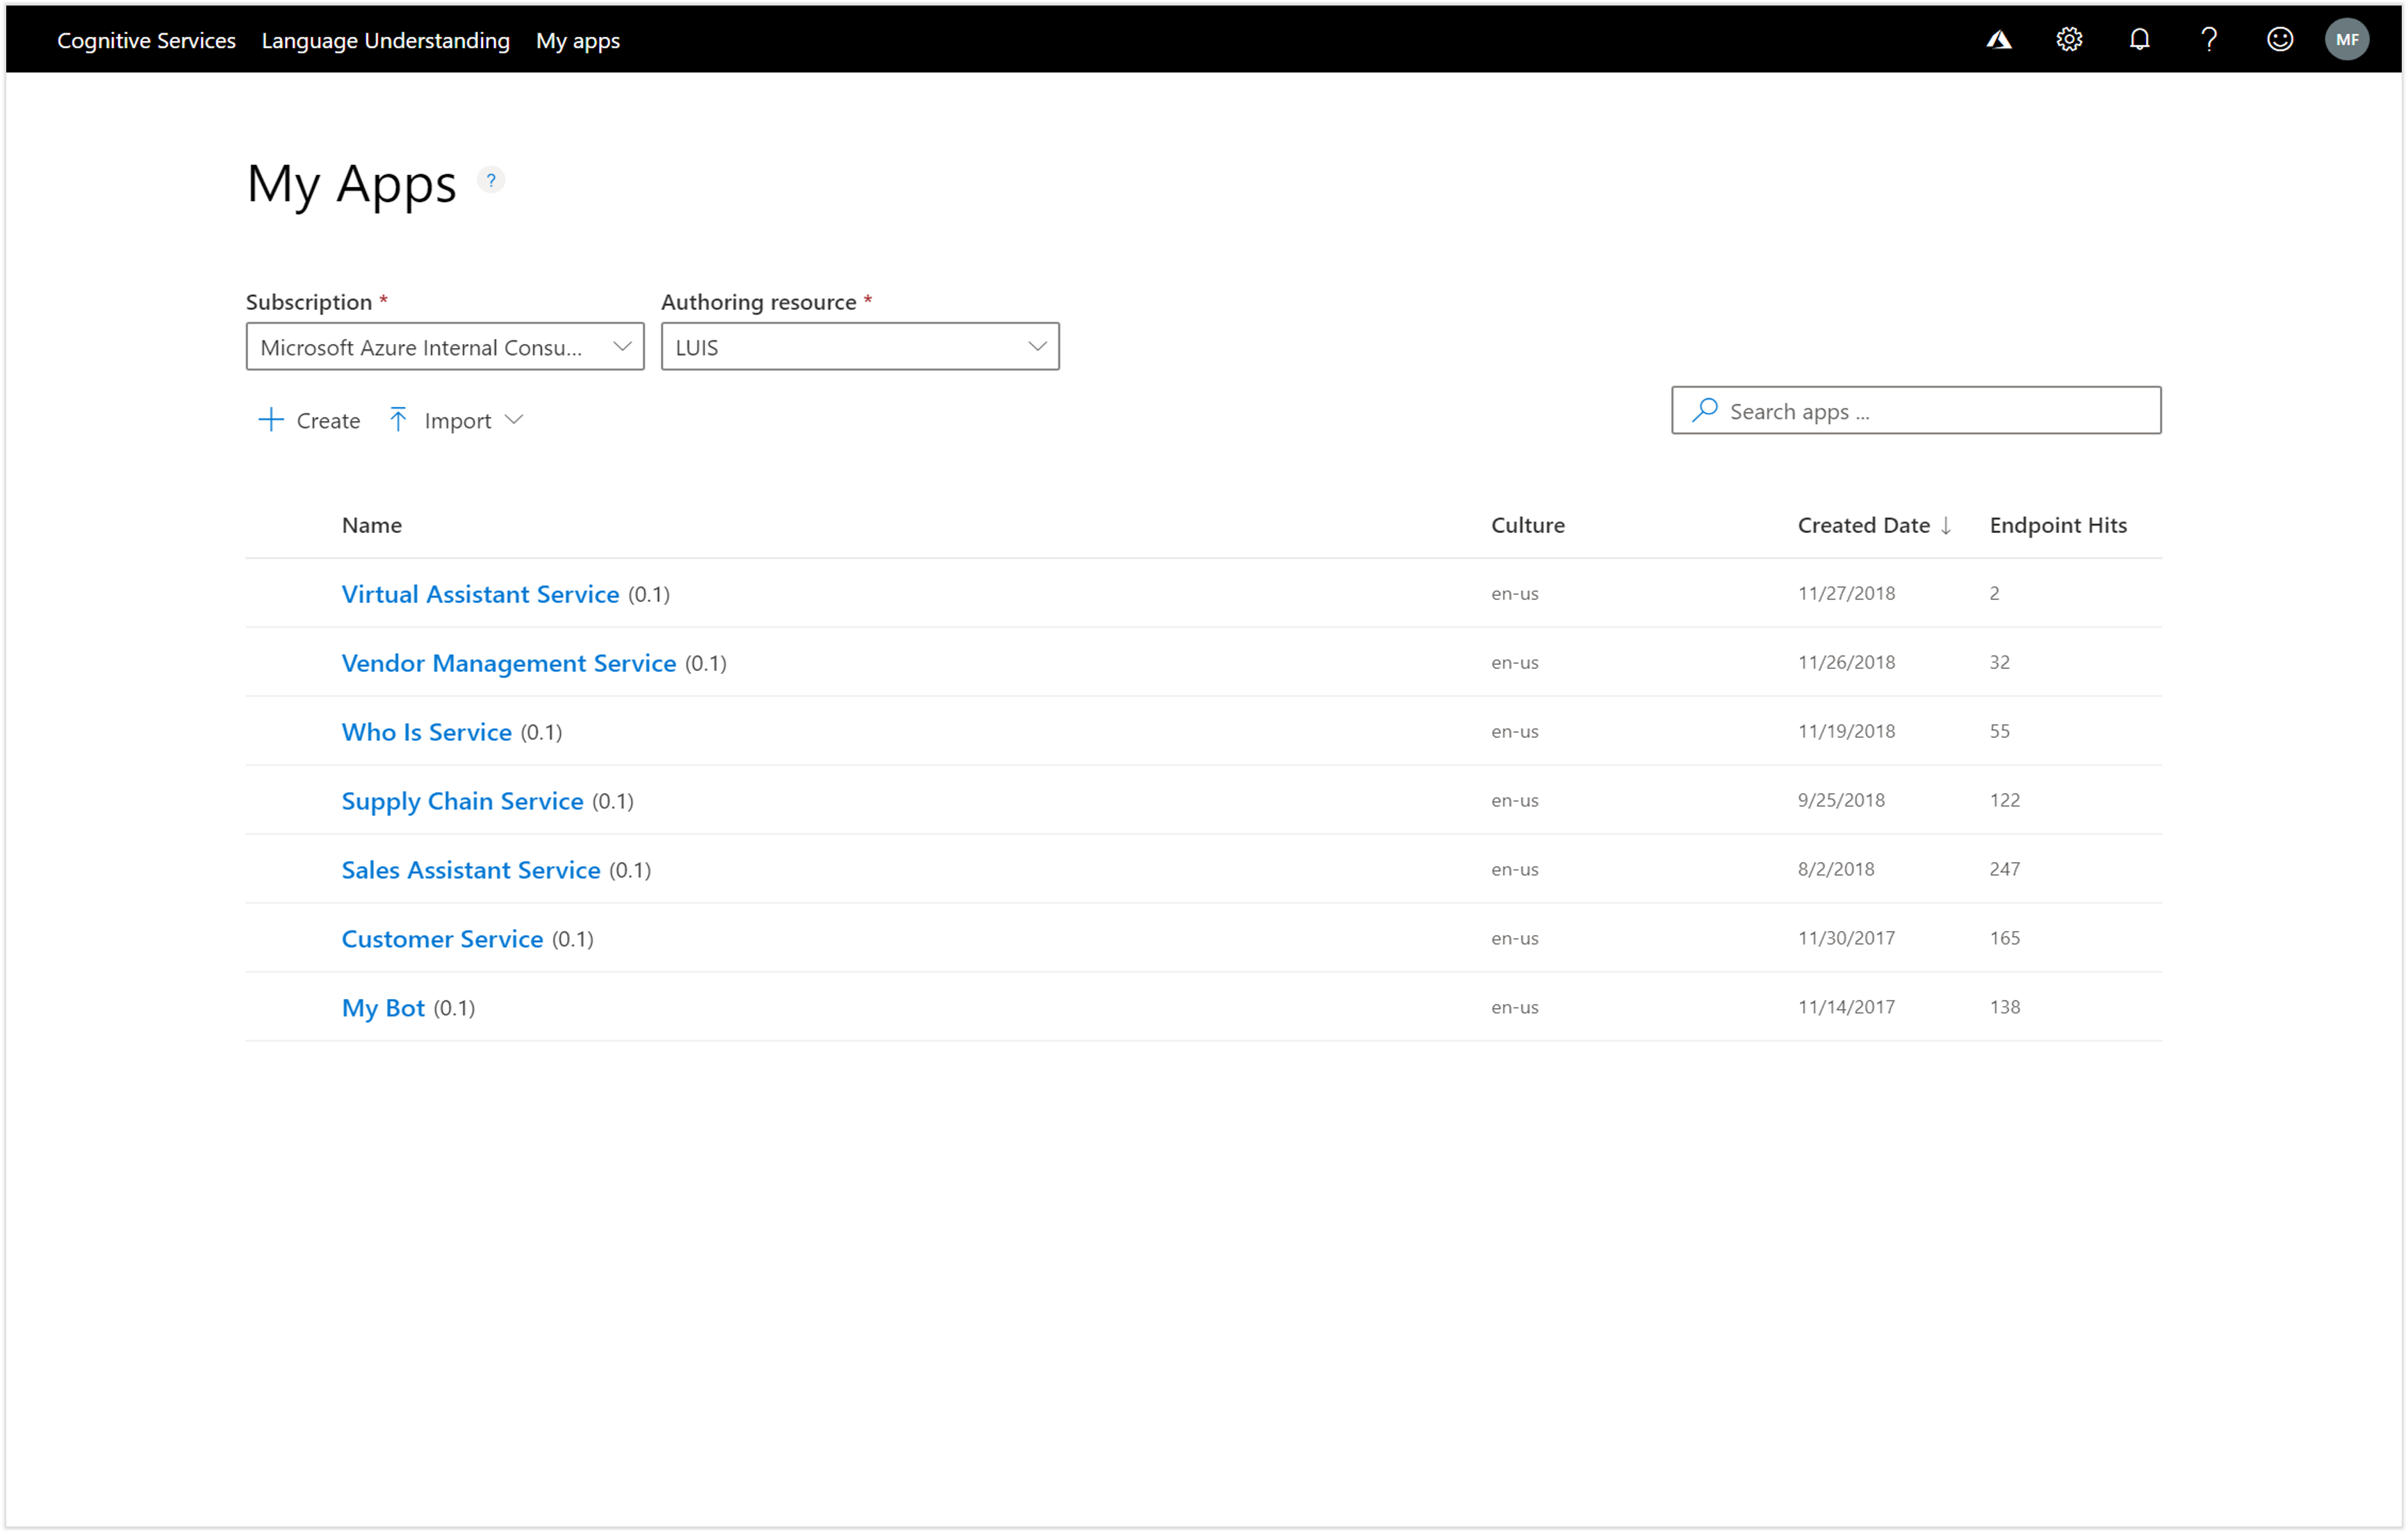 Cognitive Services Language Understanding My apps ? MF
My Apps ?
Subscription * Authoring resource *
Microsoft Azure Internal Consu... LUIS
Create Import Search apps ...
Name Culture Created Date ↓ Endpoint Hits
Virtual Assistant Service (0.1) en-us 11/27/2018 2
Vendor Management Service (0.1) en-us 11/26/2018 32
Who Is Service (0.1) en-us 11/19/2018 55
Supply Chain Service (0.1) en-us 9/25/2018 122
Sales Assistant Service (0.1) en-us 8/2/2018 247
Customer Service (0.1) en-us 11/30/2017 165
My Bot (0.1) en-us 11/14/2017 138